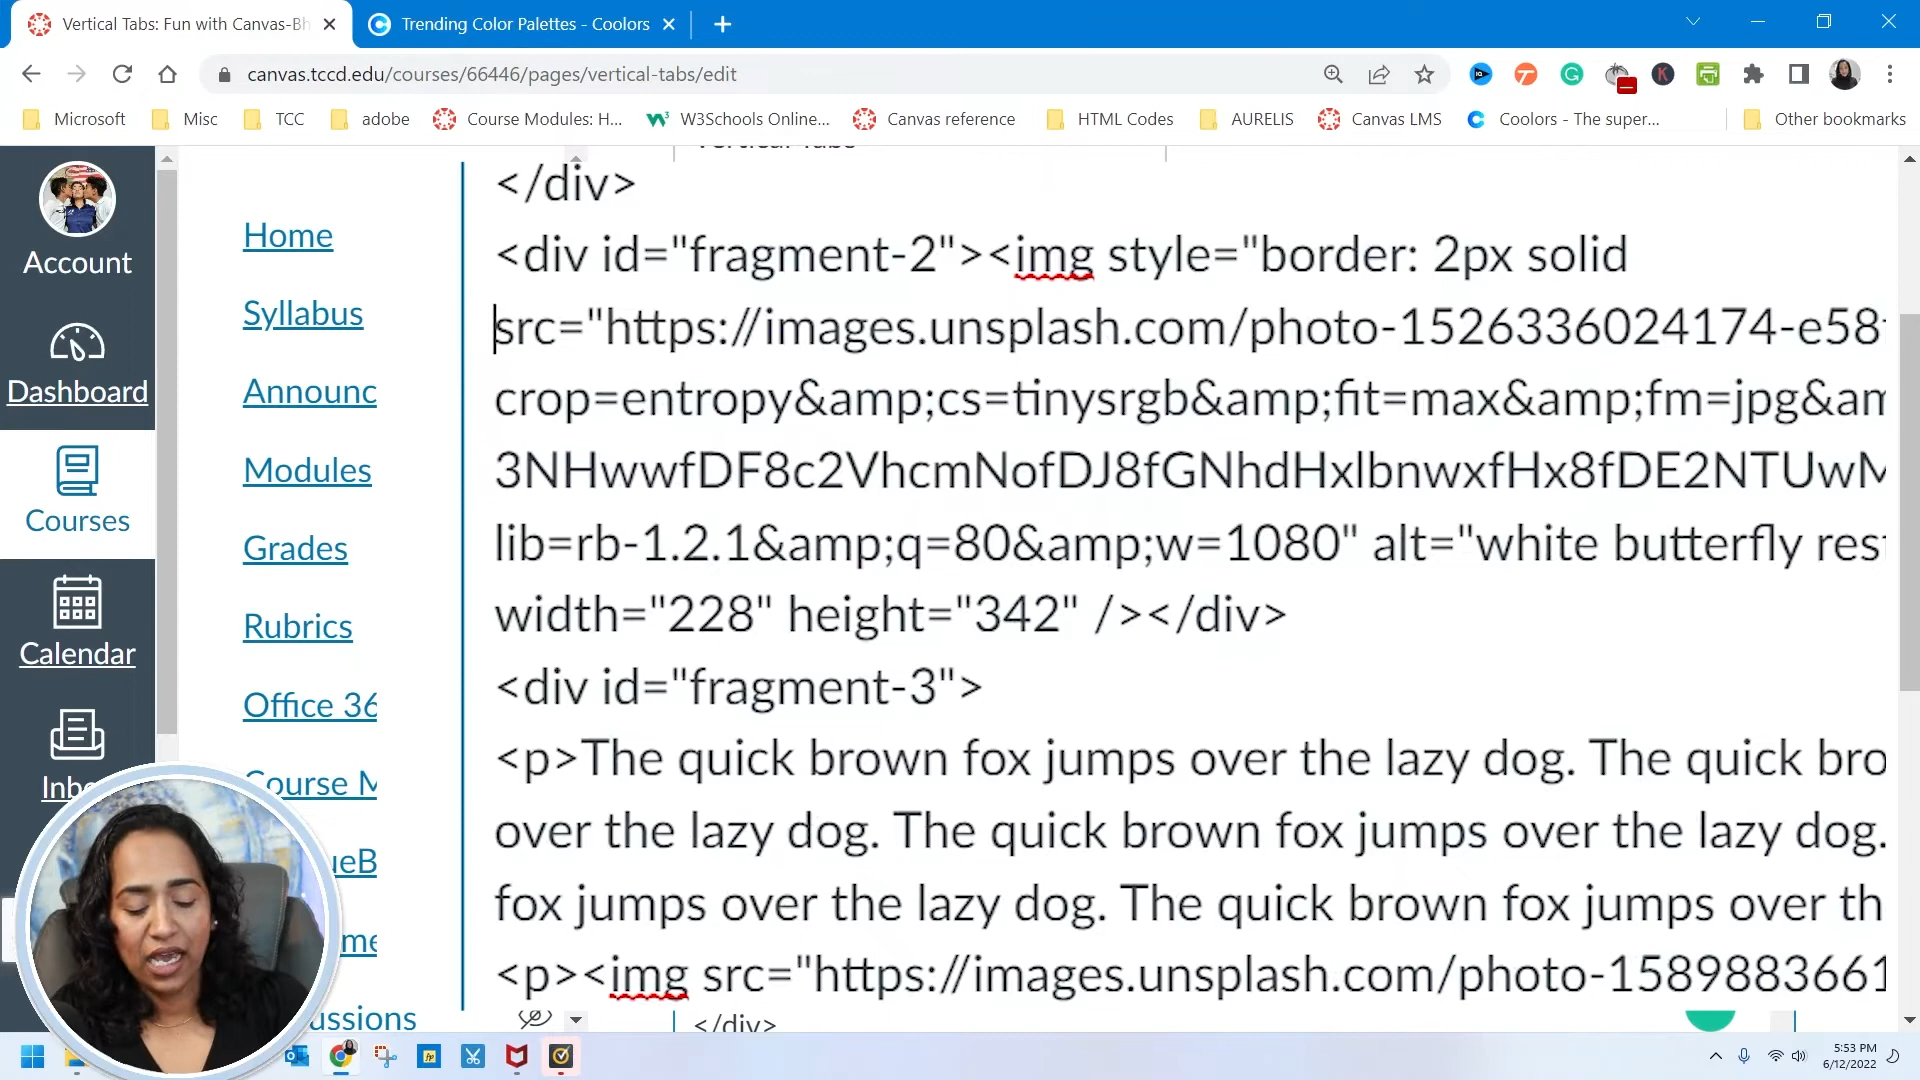 Vertical Tabs: Fun with Canvas-Bh
Trending Color Palettes - Coolors
canvas.tccd.edu/courses/66446/pages/vertical-tabs/edit
Microsoft
Misc
TCC
adobe
Course Modules: H...
W3Schools Online...
Canvas reference
HTML Codes
AURELIS
Canvas LMS
Coolors - The super...
Other bookmarks
Account
Dashboard
Courses
Calendar
Inb
Home
Syllabus
Announc
Modules
Grades
Rubrics
Office 36
Course M
ueB
me
ussions
</div>
<div id="fragment-2"><img style="border: 2px solid
src="https://images.unsplash.com/photo-1526336024174-e58
crop=entropy&amp;cs=tinysrgb&amp;fit=max&amp;fm=jpg&am
3NHwwfDF8c2VhcmNofDJ8fGNhdHxlbnwxfHx8fDE2NTUwM
lib=rb-1.2.1&amp;q=80&amp;w=1080" alt="white butterfly res
width="228" height="342" /></div>
<div id="fragment-3">
<p>The quick brown fox jumps over the lazy dog. The quick bro
over the lazy dog. The quick brown fox jumps over the lazy dog.
fox jumps over the lazy dog. The quick brown fox jumps over th
<p><img src="https://images.unsplash.com/photo-1589883661
</div>
5:53 PM
6/12/2022